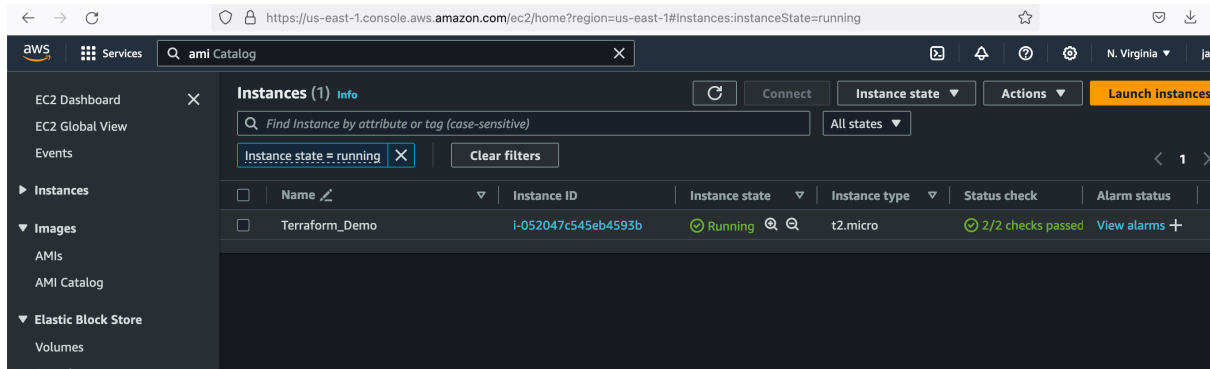 https://us-east-1.console.aws.amazon.com/ec2/home?region=us-east-1#Instances:instanceState=running
aws Services ami Catalog N. Virginia ja
EC2 Dashboard
EC2 Global View
Events
Instances
Images
AMIs
AMI Catalog
Elastic Block Store
Volumes
Instances (1) Info Connect Instance state Actions Launch instances
Find Instance by attribute or tag (case-sensitive) All states
Instance state = running Clear filters 1
Name Instance ID Instance state Instance type Status check Alarm status
Terraform_Demo i-052047c545eb4593b Running t2.micro 2/2 checks passed View alarms